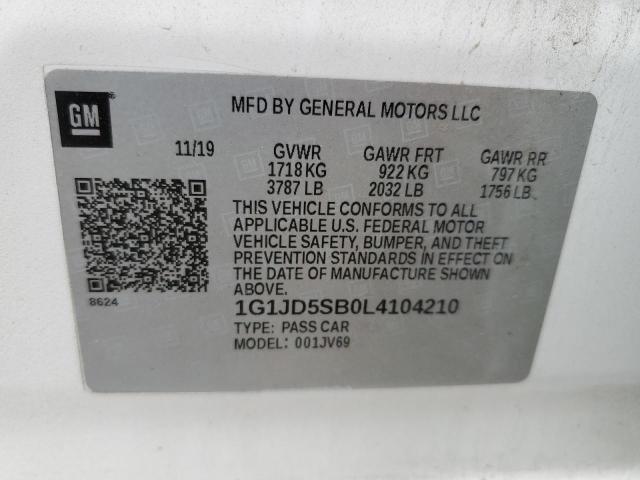 GM
MFD BY GENERAL MOTORS LLC
11/19 GVWR GAWR FRT GAWR RR
1718 KG 922 KG 797 KG
3787 LB 2032 LB 1756 LB
THIS VEHICLE CONFORMS TO ALL
APPLICABLE U.S. FEDERAL MOTOR
VEHICLE SAFETY, BUMPER, AND THEFT
PREVENTION STANDARDS IN EFFECT ON
THE DATE OF MANUFACTURE SHOWN
ABOVE.
8624
1G1JD5SB0L4104210
TYPE: PASS CAR
MODEL: 001JV69